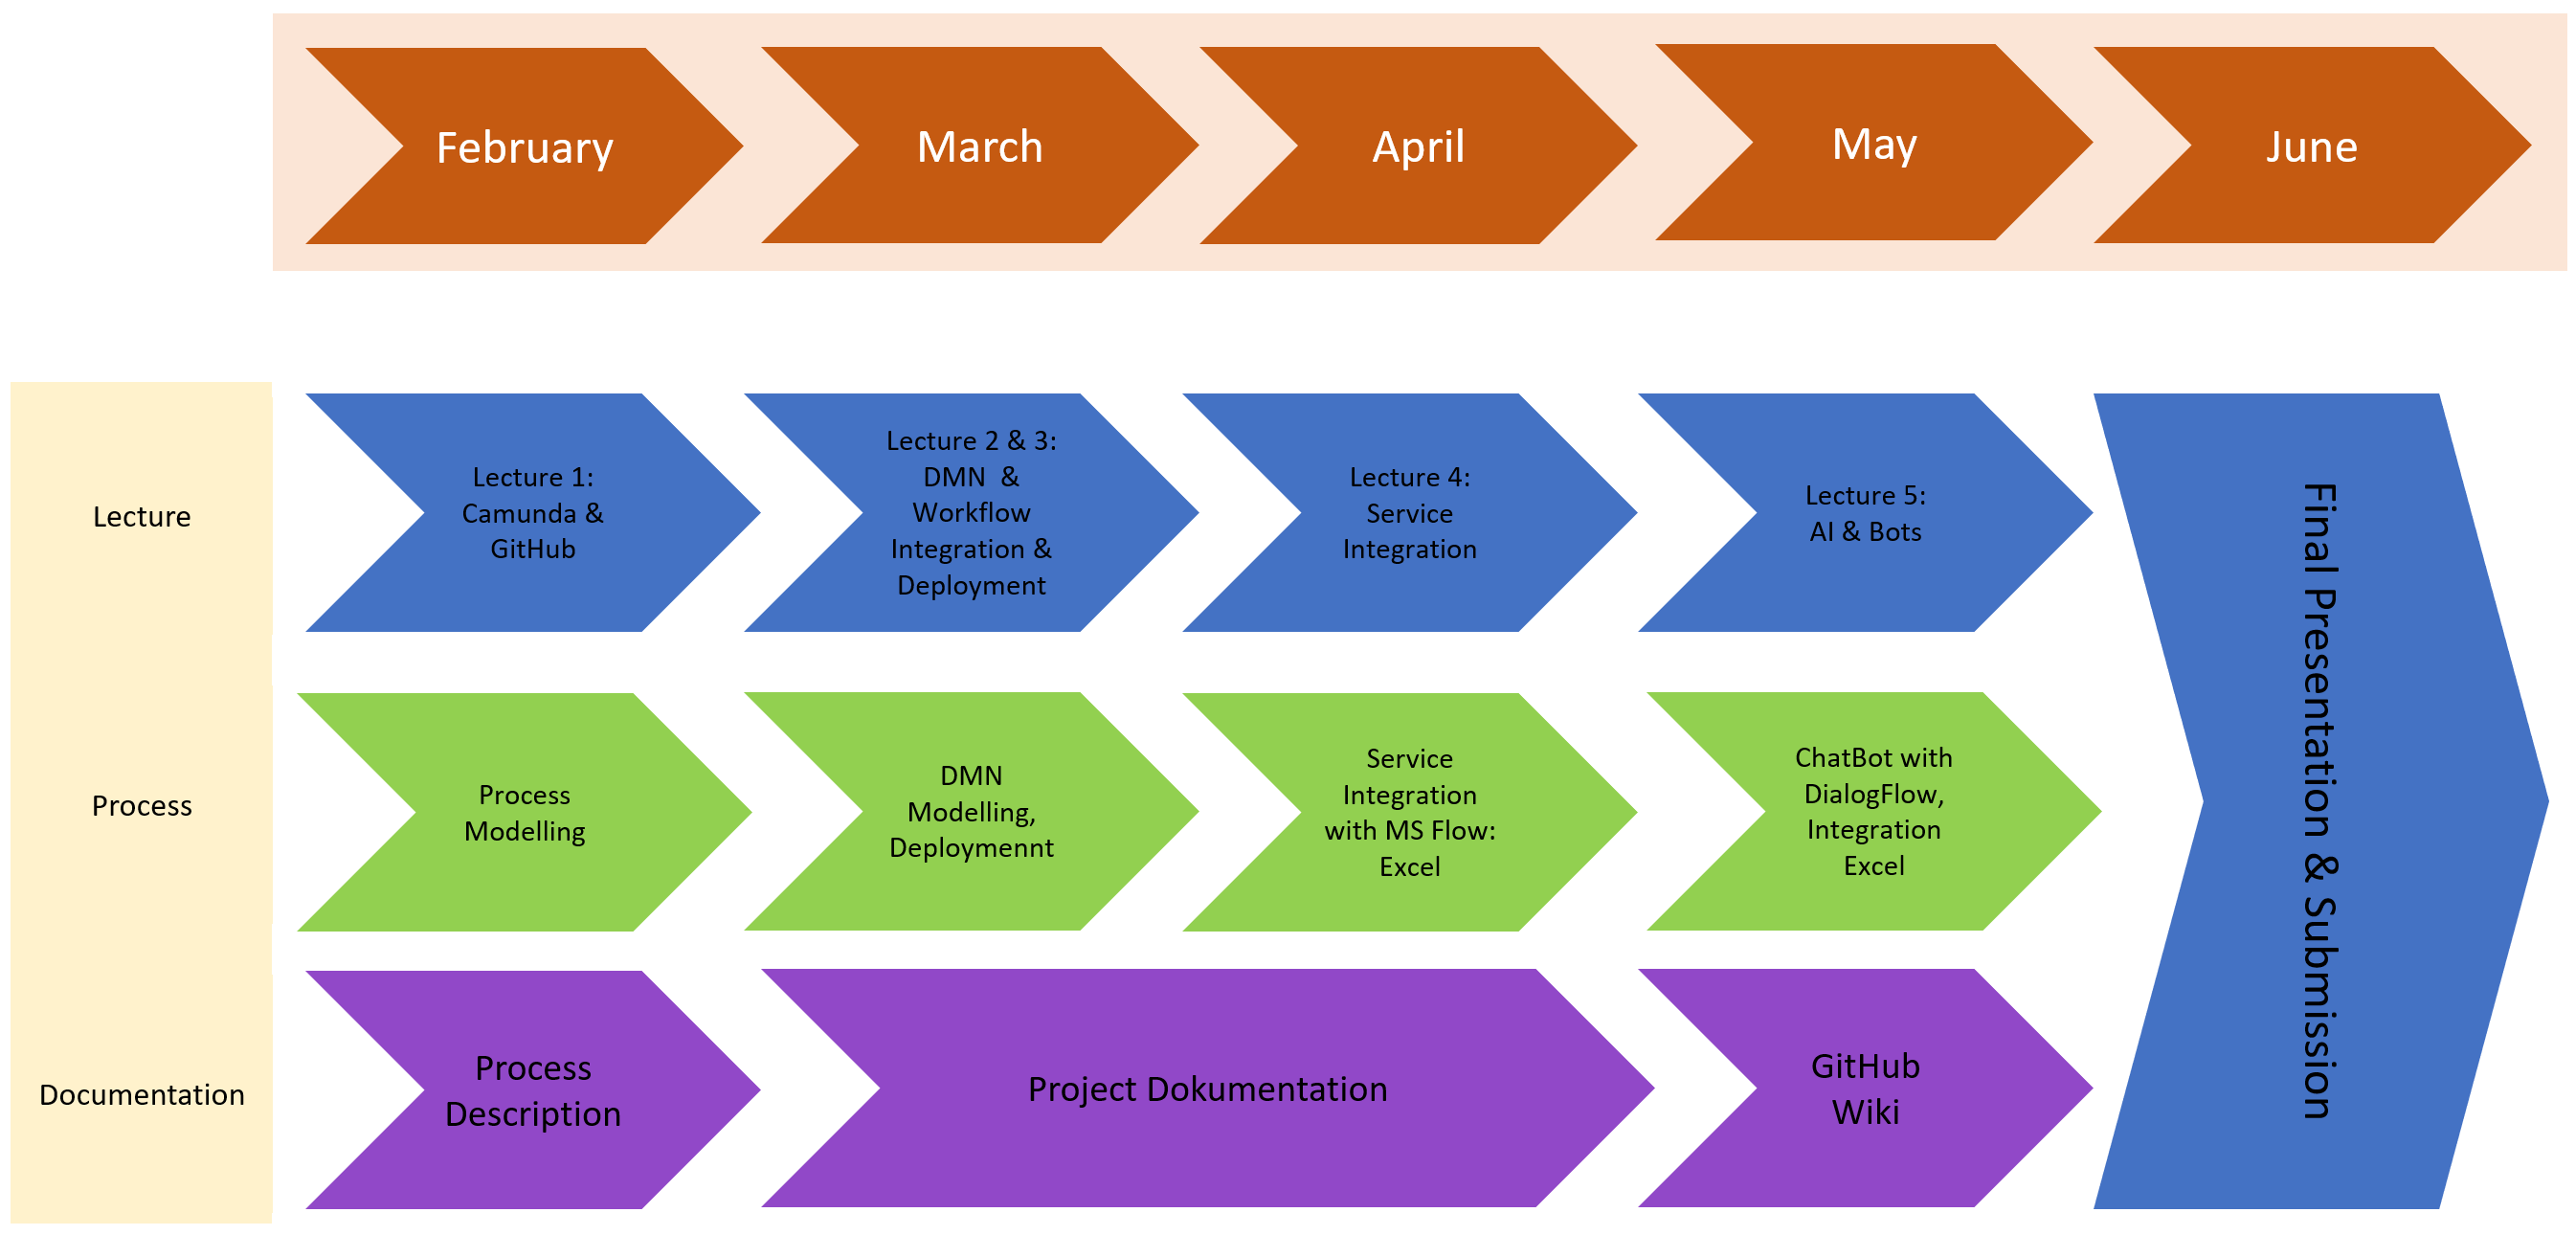 February
March
April
May
June
Lecture
Lecture 1:
Camunda &
GitHub
Lecture 2 & 3:
DMN  &
Workflow
Integration &
Deployment
Lecture 4:
Service
Integration
Lecture 5:
AI & Bots
Final Presentation & Submission
Process
Process
Modelling
DMN
Modelling,
Deploymennt
Service
Integration
with MS Flow:
Excel
ChatBot with
DialogFlow,
Integration
Excel
Documentation
Process
Description
Project Dokumentation
GitHub
Wiki